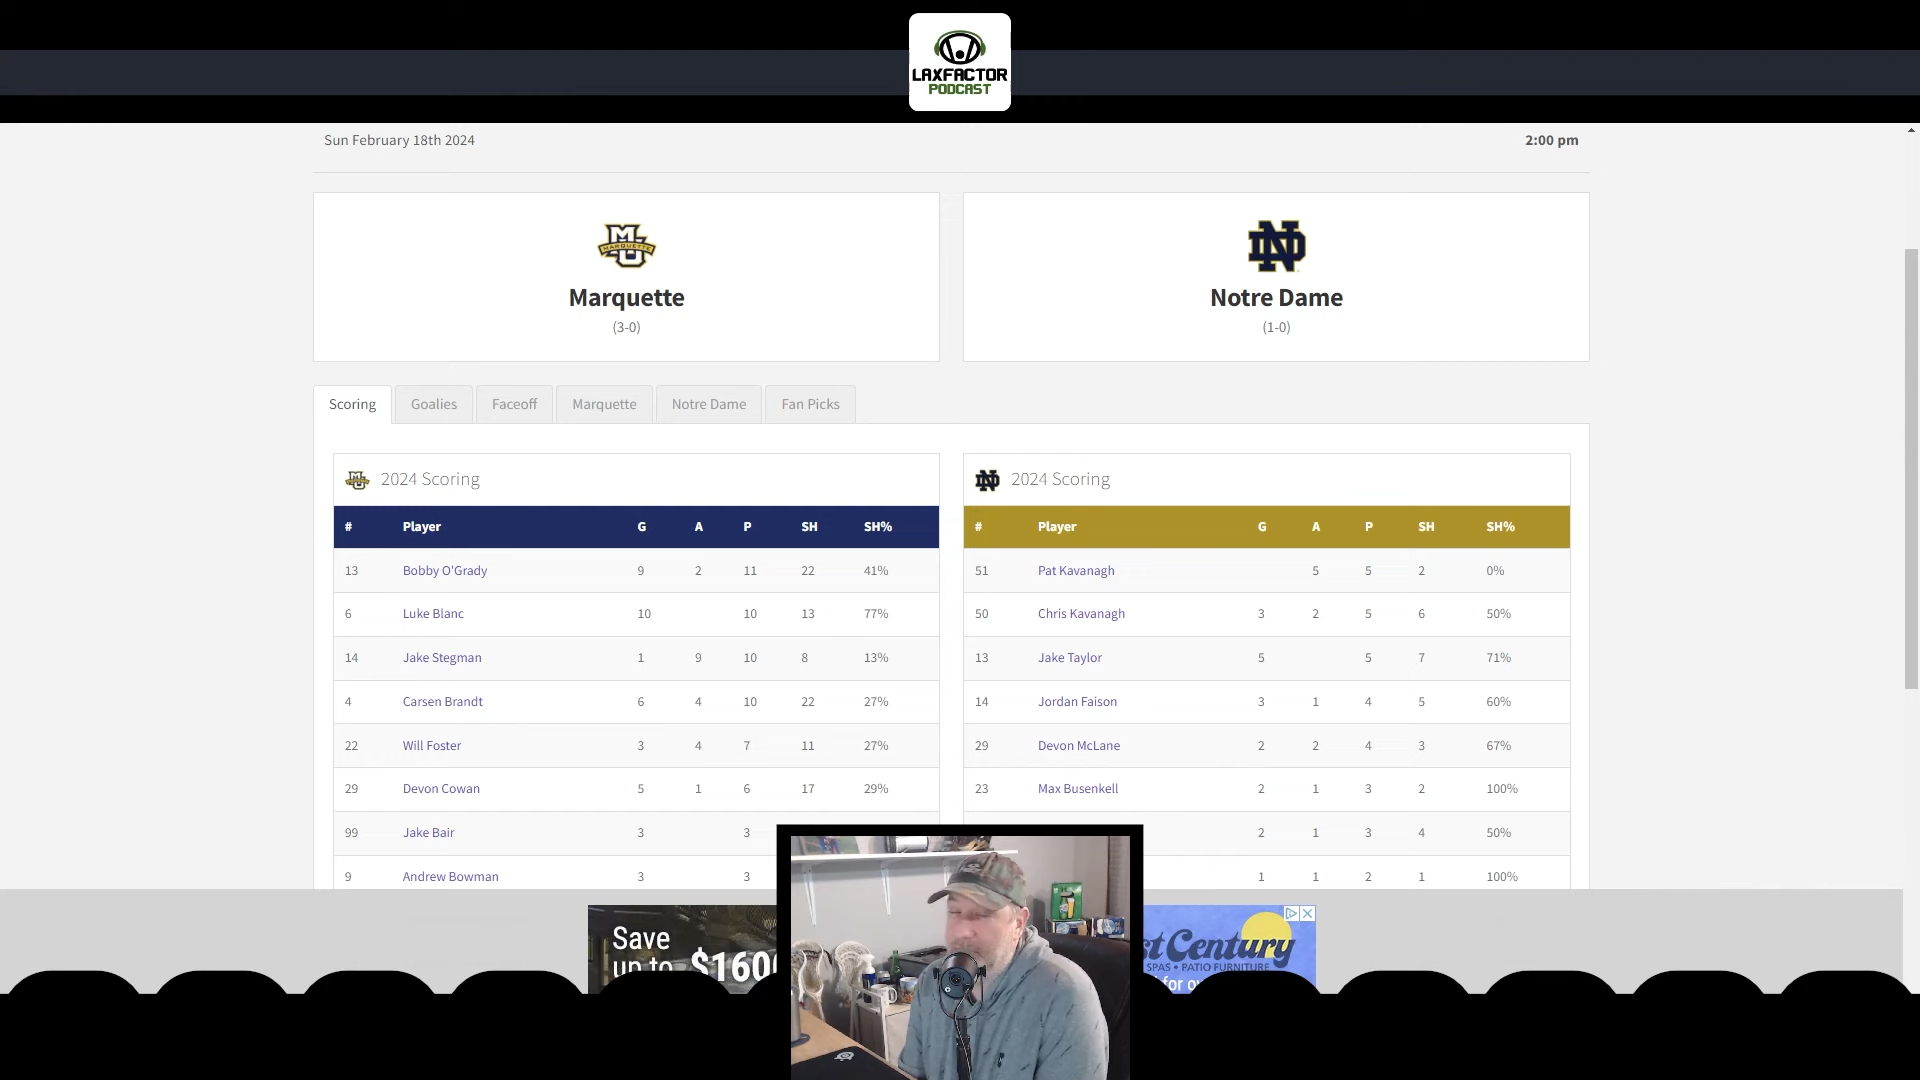 LAXFACTOR
PODCAST
Sun February 18th 2024 2:00 pm
Marquette
(3-0)
Notre Dame
(1-0)
Scoring Goalies Faceoff Marquette Notre Dame Fan Picks
2024 Scoring
# Player G A P SH SH%
13 Bobby O'Grady 9 2 11 22 41%
6 Luke Blanc 10 10 13 77%
14 Jake Stegman 1 9 10 8 13%
4 Carsen Brandt 6 4 10 22 27%
22 Will Foster 3 4 7 11 27%
29 Devon Cowan 5 1 6 17 29%
99 Jake Bair 3 3
9 Andrew Bowman 3 3
2024 Scoring
# Player G A P SH SH%
51 Pat Kavanagh 5 5 2 0%
50 Chris Kavanagh 3 2 5 6 50%
13 Jake Taylor 5 5 7 71%
14 Jordan Faison 3 1 4 5 60%
29 Devon McLane 2 2 4 3 67%
23 Max Busenkell 2 1 3 2 100%
2 1 3 4 50%
1 1 2 1 100%
Save
up to $160
st Century
SPAS • PATIO FURNITURE
for